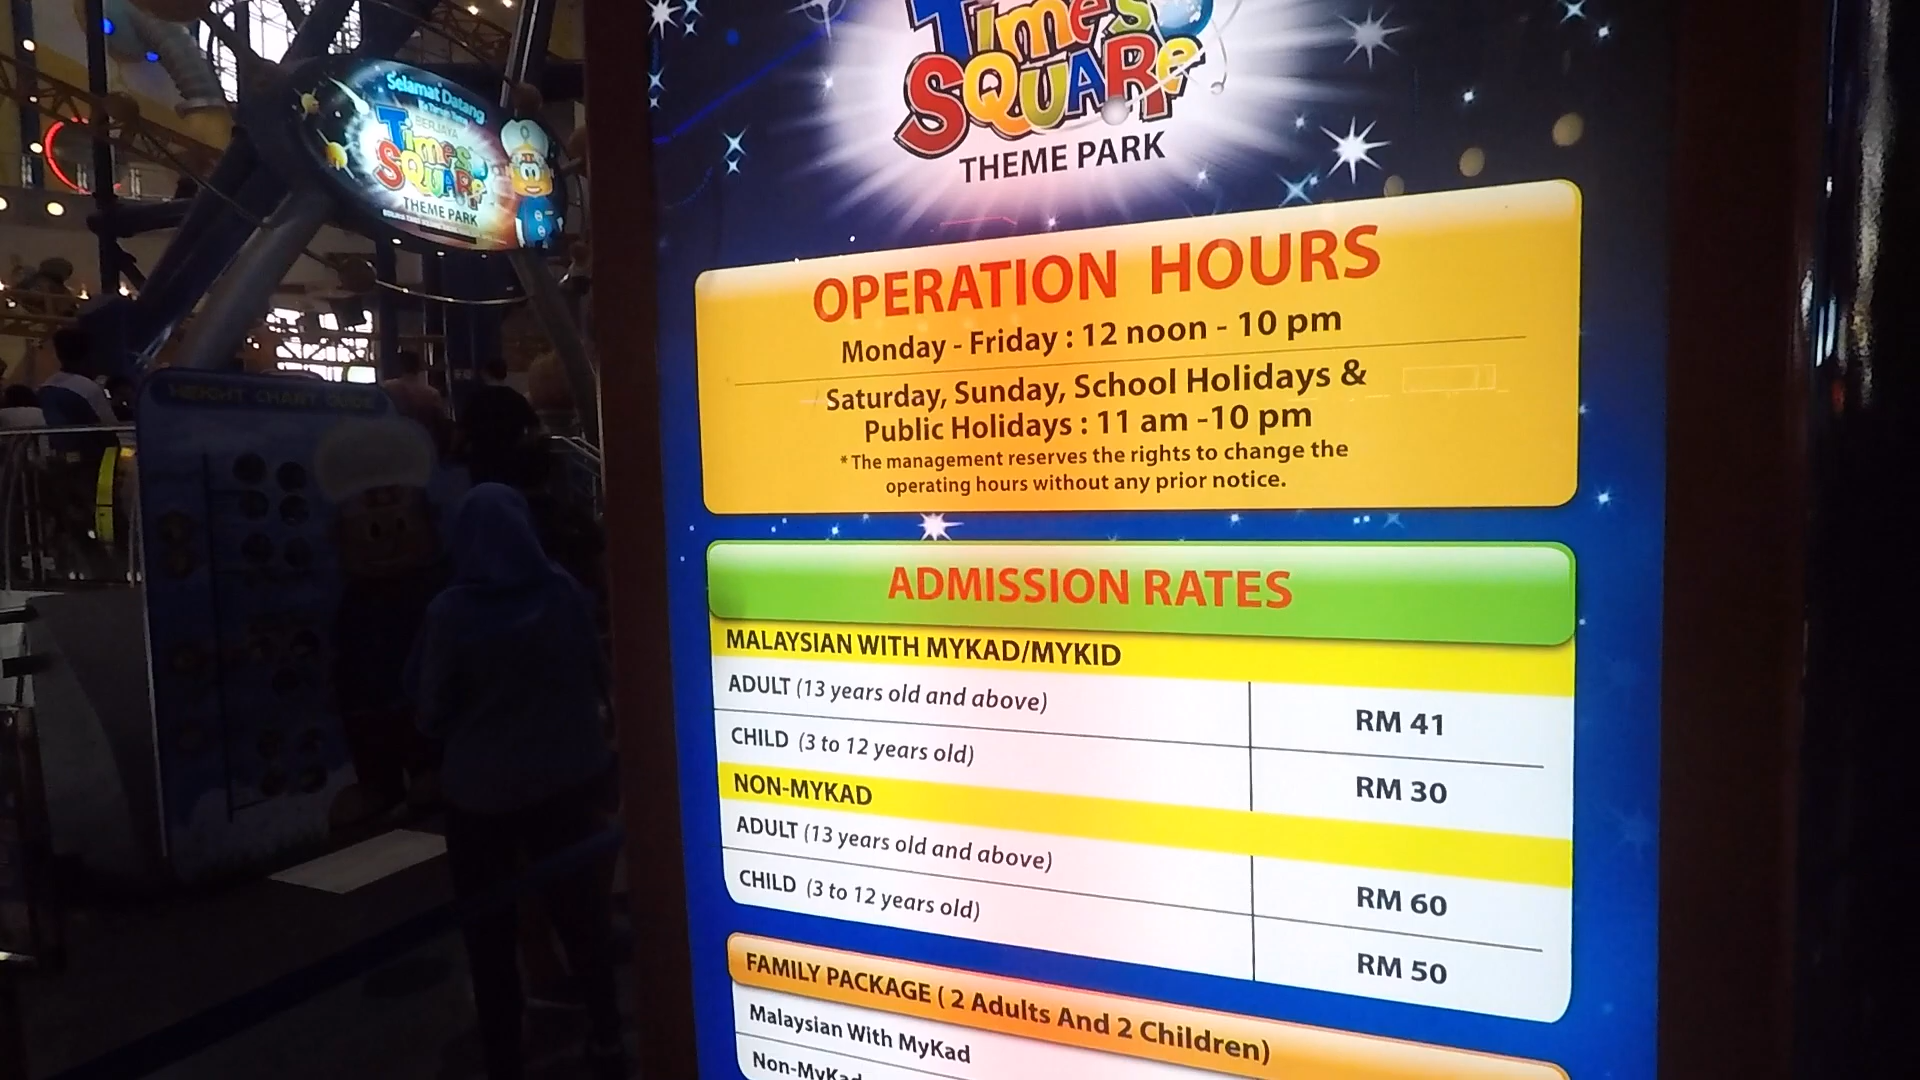 Selamat Datang
BERJAYA
Times
SQUARe
THEME PARK
HEIGHT CHART GUIDE
Times
SQUARe
THEME PARK
OPERATION HOURS
Monday - Friday : 12 noon - 10 pm
Saturday, Sunday, School Holidays &
Public Holidays : 11 am -10 pm
* The management reserves the rights to change the
operating hours without any prior notice.
ADMISSION RATES
MALAYSIAN WITH MYKAD/MYKID
ADULT (13 years old and above) RM 41
CHILD (3 to 12 years old) RM 30
NON-MYKAD
ADULT (13 years old and above) RM 60
CHILD (3 to 12 years old) RM 50
FAMILY PACKAGE ( 2 Adults And 2 Children)
Malaysian With MyKad